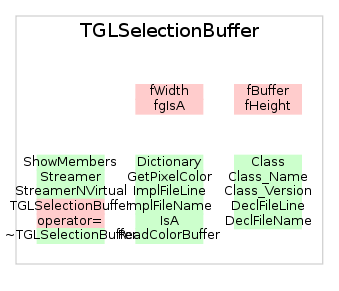 TGLSelectionBuffer
fWidth
fgIsA
fBuffer
fHeight
ShowMembers
Streamer
StreamerNVirtual
TGLSelectionBuffer
operator=
~TGLSelectionBuffer
Dictionary
GetPixelColor
ImplFileLine
ImplFileName
IsA
ReadColorBuffer
Class
Class_Name
Class_Version
DeclFileLine
DeclFileName